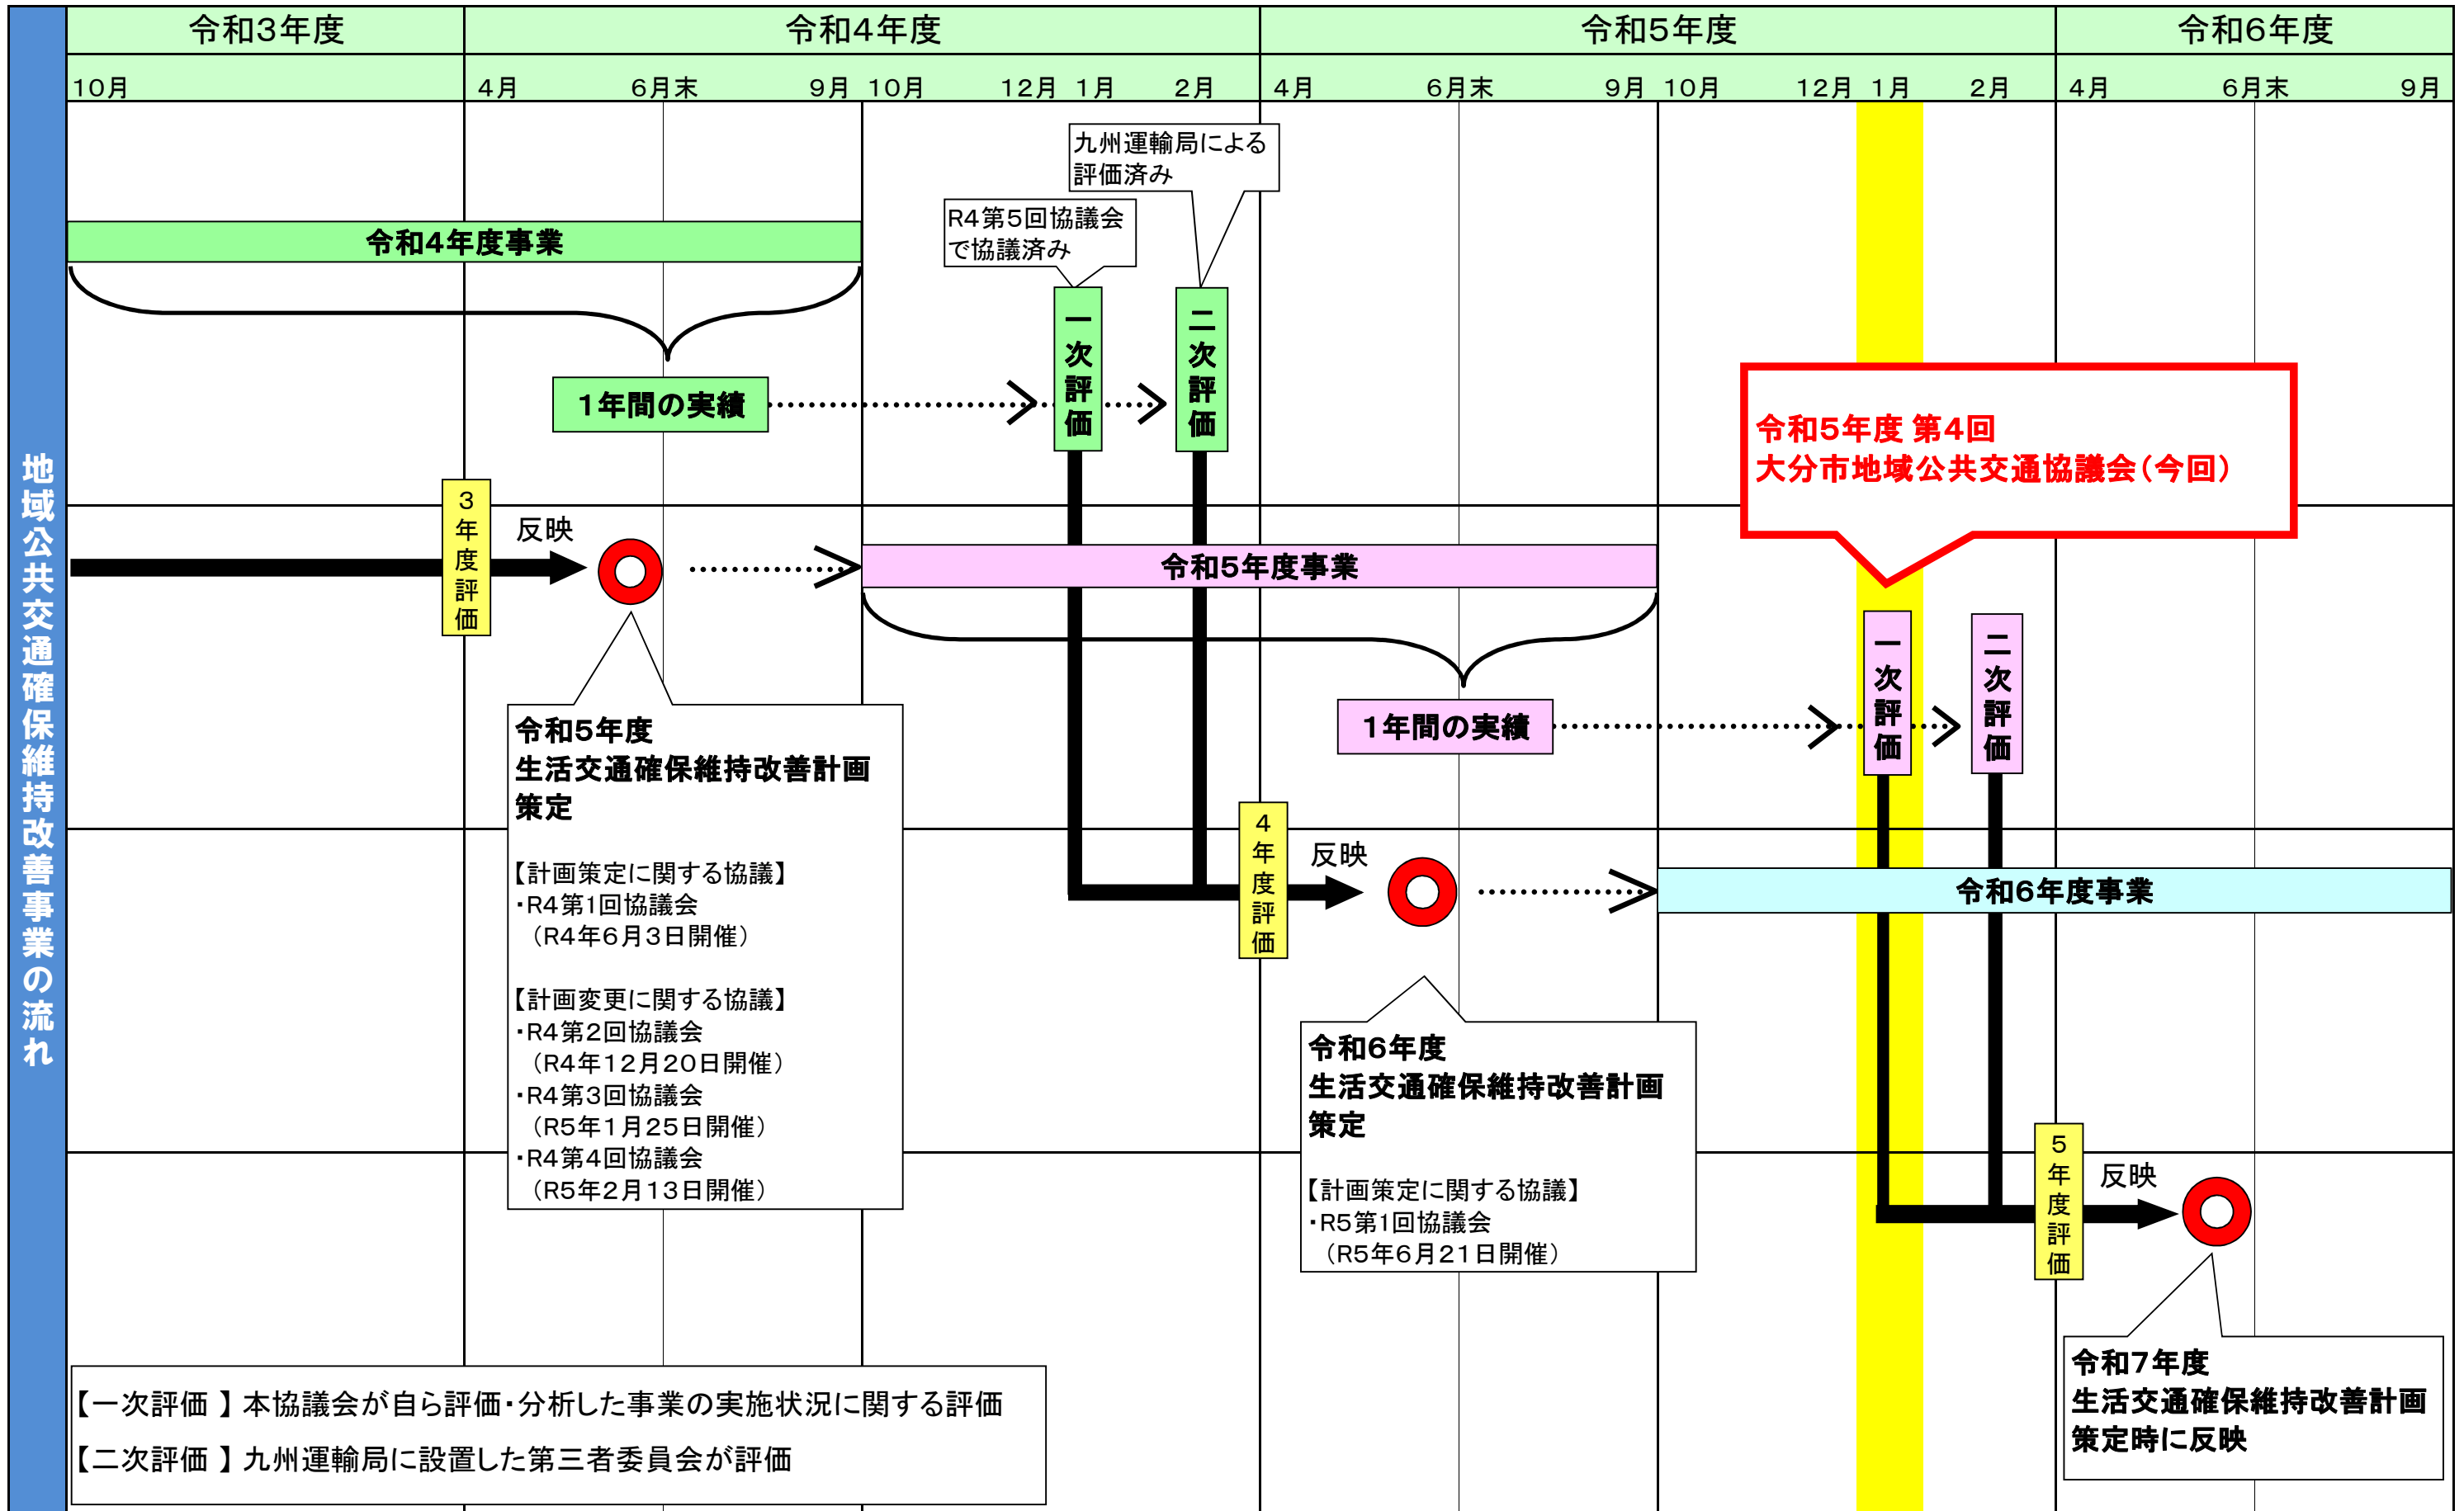 地域公共交通確保維持改善事業の流れ
令和3年度
令和4年度
令和5年度
令和6年度
10月
4月
6月末
9月
10月
12月
1月
2月
4月
6月末
9月
10月
12月
1月
2月
4月
6月末
9月
九州運輸局による
評価済み
R4第5回協議会
で協議済み
令和4年度事業
一次評価
二次評価
1年間の実績
令和5年度 第4回
大分市地域公共交通協議会(今回)
3年度評価
反映
令和5年度事業
一次評価
二次評価
1年間の実績
令和5年度
生活交通確保維持改善計画
策定
【計画策定に関する協議】
・R4第1回協議会
(R4年6月3日開催)
【計画変更に関する協議】
・R4第2回協議会
(R4年12月20日開催)
・R4第3回協議会
(R5年1月25日開催)
・R4第4回協議会
(R5年2月13日開催)
4年度評価
反映
令和6年度事業
令和6年度
生活交通確保維持改善計画
策定
【計画策定に関する協議】
・R5第1回協議会
(R5年6月21日開催)
5年度評価
反映
令和7年度
生活交通確保維持改善計画
策定時に反映
【一次評価 】 本協議会が自ら評価・分析した事業の実施状況に関する評価
【二次評価 】 九州運輸局に設置した第三者委員会が評価